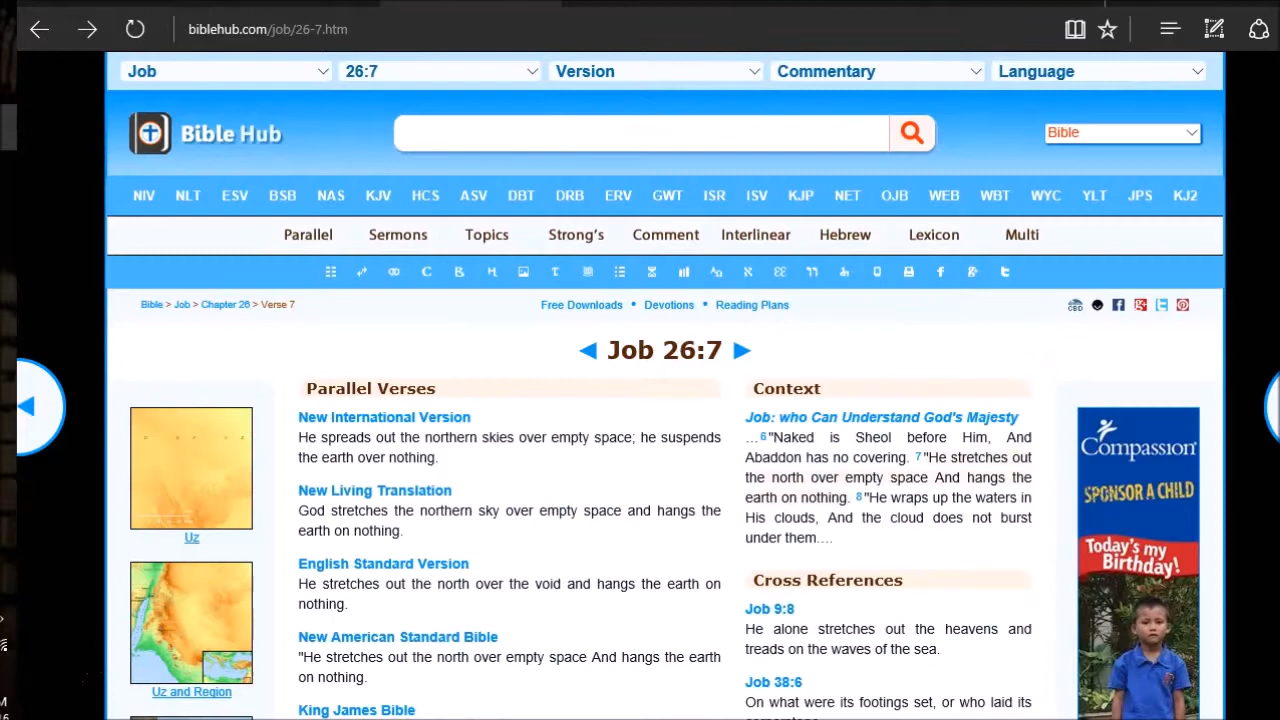 biblehub.com/job/26-7.htm
Job 26:7 Version Commentary Language
Bible Hub
Bible
NIV NLT ESV BSB NAS KJV HCS ASV DBT DRB ERV GWT ISR ISV KJP NET OJB WEB WBT WYC YLT JPS KJ2
Parallel Sermons Topics Strong's Comment Interlinear Hebrew Lexicon Multi
Bible > Job > Chapter 26 > Verse 7
Free Downloads • Devotions • Reading Plans
CBD
◄ Job 26:7 ►
Uz
Uz and Region
Parallel Verses
New International Version
He spreads out the northern skies over empty space; he suspends
the earth over nothing.
New Living Translation
God stretches the northern sky over empty space and hangs the
earth on nothing.
English Standard Version
He stretches out the north over the void and hangs the earth on
nothing.
New American Standard Bible
"He stretches out the north over empty space And hangs the earth
on nothing.
King James Bible
Context
Job: who Can Understand God's Majesty
…6"Naked is Sheol before Him, And
Abaddon has no covering. 7"He stretches out
the north over empty space And hangs the
earth on nothing. 8"He wraps up the waters in
His clouds, And the cloud does not burst
under them.…
Cross References
Job 9:8
He alone stretches out the heavens and
treads on the waves of the sea.
Job 38:6
On what were its footings set, or who laid its
Compassion
SPONSOR A CHILD
Today's my
Birthday!